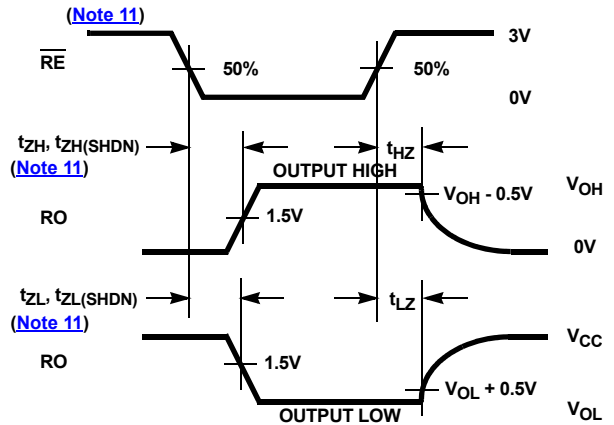 (Note 11)
RE
3V
50%
50%
0V
tZH, tZH(SHDN)
(Note 11)
tHZ
OUTPUT HIGH
VOH - 0.5V
VOH
RO
1.5V
0V
tZL, tZL(SHDN)
(Note 11)
tLZ
RO
VCC
1.5V
VOL + 0.5V
OUTPUT LOW
VOL